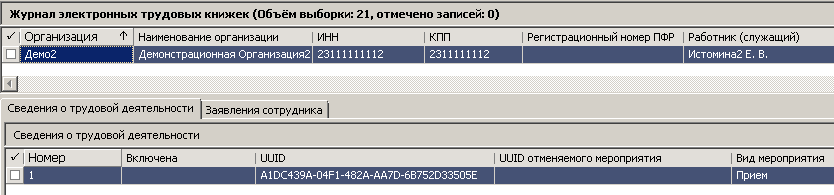 Журнал электронных трудовых книжек (Объём выборки: 21, отмечено записей: 0)
Организация Наименование организации ИНН КПП Регистрационный номер ПФР Работник (служащий)
Демо2 Демонстрационная Организация2 23111111112 2311111112 Истомина2 Е. В.
Сведения о трудовой деятельности Заявления сотрудника
Сведения о трудовой деятельности
Номер Включена UUID UUID отменяемого мероприятия Вид мероприятия
1 A1DC439A-04F1-482A-AA7D-6B752D33505E Прием